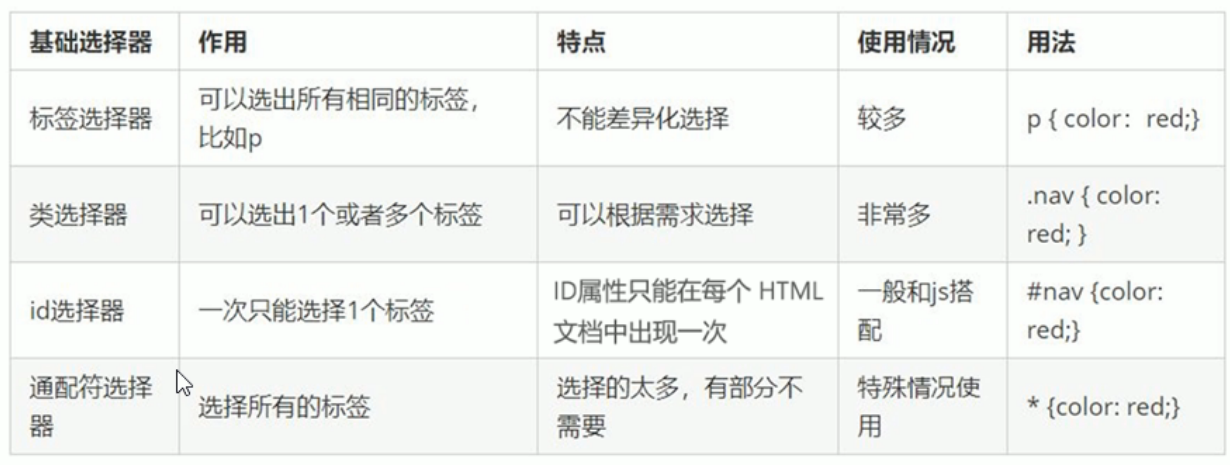 基础选择器 作用 特点 使用情况 用法
标签选择器 可以选出所有相同的标签，
比如p 不能差异化选择 较多 p { color：red;}
类选择器 可以选出1个或者多个标签 可以根据需求选择 非常多 .nav { color:
red; }
id选择器 一次只能选择1个标签 ID属性只能在每个 HTML
文档中出现一次 一般和js搭
配 #nav {color:
red;}
通配符选择
器 选择所有的标签 选择的太多，有部分不
需要 特殊情况使
用 * {color: red;}